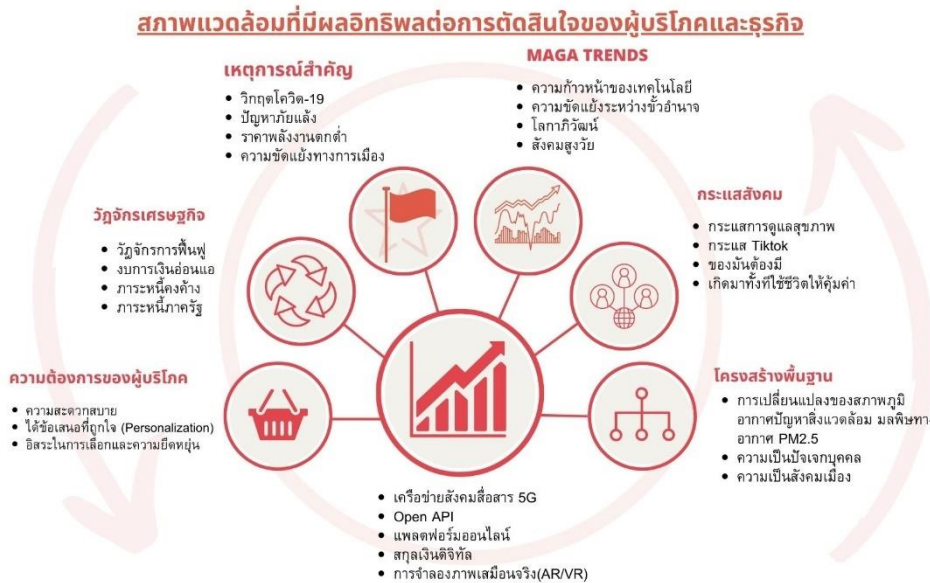 สภาพแวดล้อมที่มีผลอิทธิพลต่อการตัดสินใจของผู้บริโภคและธุรกิจ
เหตุการณ์สำคัญ
• วิกฤตโควิด-19
• ปัญหาภัยแล้ง
• ราคาพลังงานตกต่ำ
• ความขัดแย้งทางการเมือง
MAGA TRENDS
• ความก้าวหน้าของเทคโนโลยี
• ความขัดแย้งระหว่างขั้วอำนาจ
• โลกาภิวัฒน์
• สังคมสูงวัย
วัฎจักรเศรษฐกิจ
• วัฎจักรการฟื้นฟู
• งบการเงินอ่อนแอ
• ภาระหนี้คงค้าง
• ภาระหนี้ภาครัฐ
กระแสสังคม
• กระแสการดูแลสุขภาพ
• กระแส Tiktok
• ของมันต้องมี
• เกิดมาทั้งทีใช้ชีวิตให้คุ้มค่า
ความต้องการของผู้บริโภค
• ความสะดวกสบาย
• ได้ข้อเสนอที่ถูกใจ (Personalization)
• อิสระในการเลือกและความยืดหยุ่น
โครงสร้างพื้นฐาน
• การเปลี่ยนแปลงของสภาพภูมิ
อากาศปัญหาสิ่งแวดล้อม มลพิษทาง
อากาศ PM2.5
• ความเป็นปัจเจกบุคคล
• ความเป็นสังคมเมือง
• เครือข่ายสังคมสื่อสาร 5G
• Open API
• แพลตฟอร์มออนไลน์
• สกุลเงินดิจิทัล
• การจำลองภาพเสมือนจริง(AR/VR)